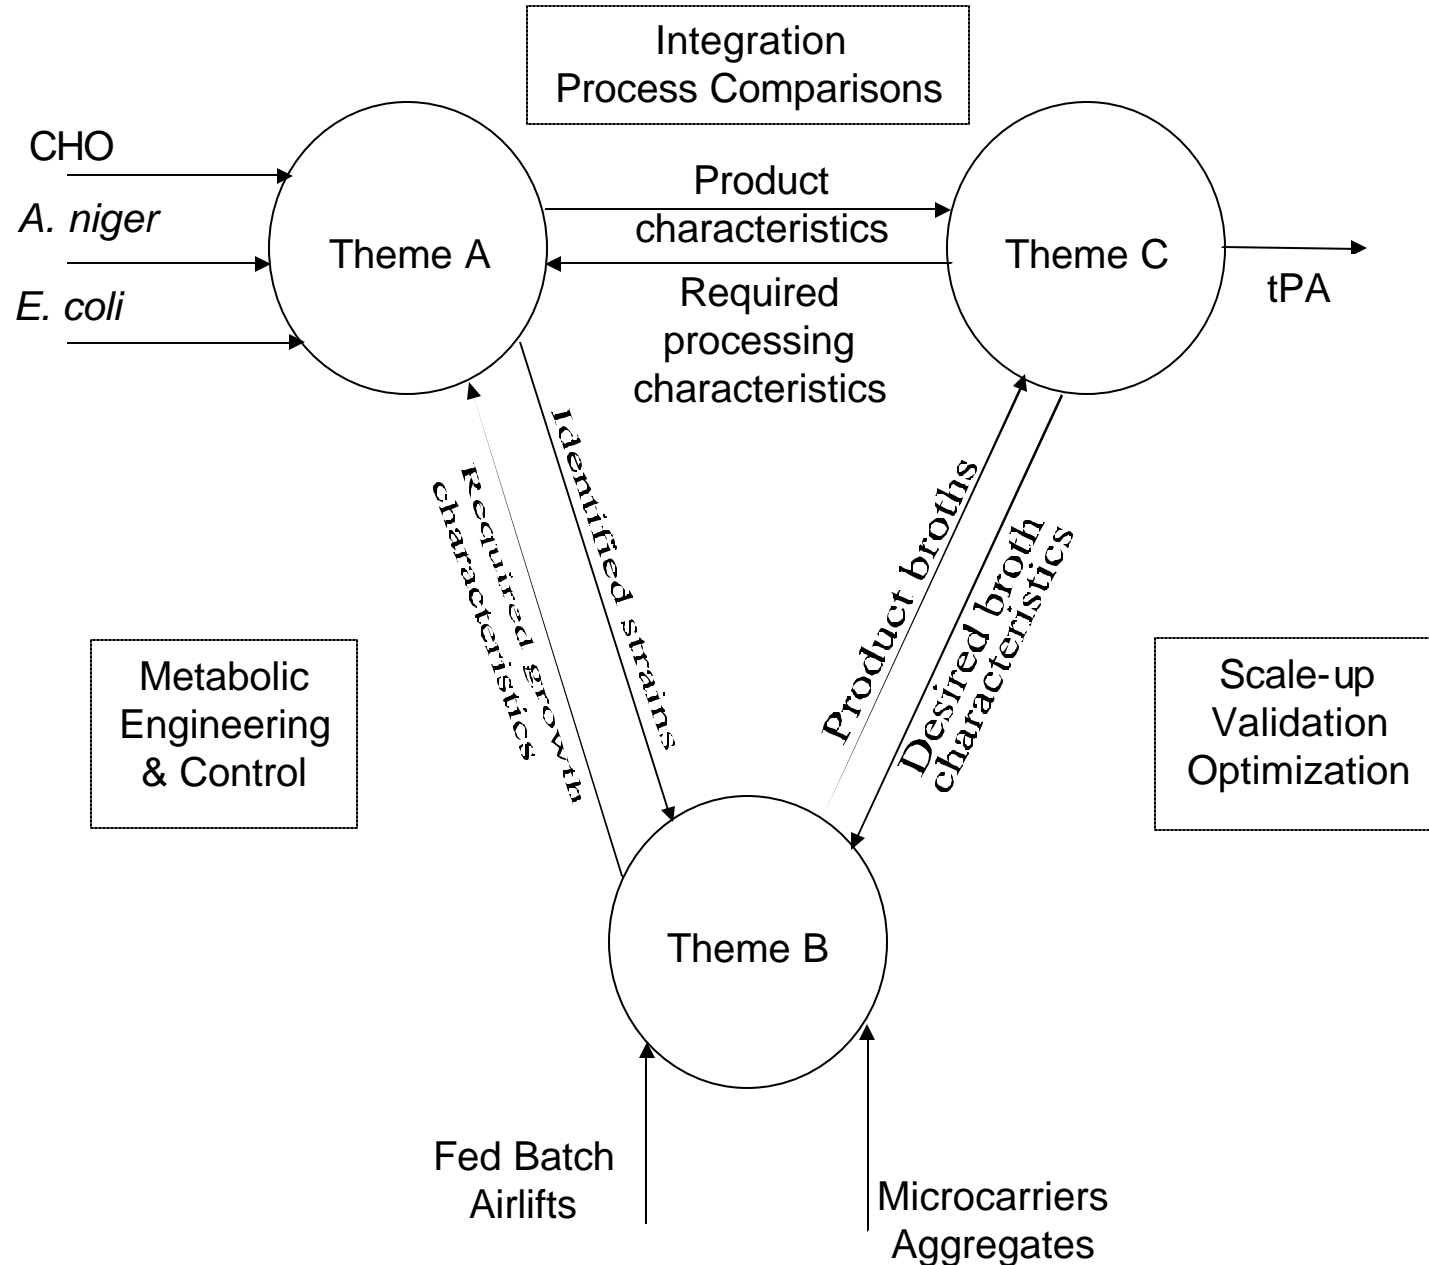 Integration
Process Comparisons
CHO
A. niger
E. coli
Theme A
Product
characteristics
Required
processing
characteristics
Theme C
tPA
Identified strains
Required growth
characteristics
Product broths
Desired broth
characteristics
Metabolic
Engineering
& Control
Scale-up
Validation
Optimization
Theme B
Fed Batch
Airlifts
Microcarriers
Aggregates